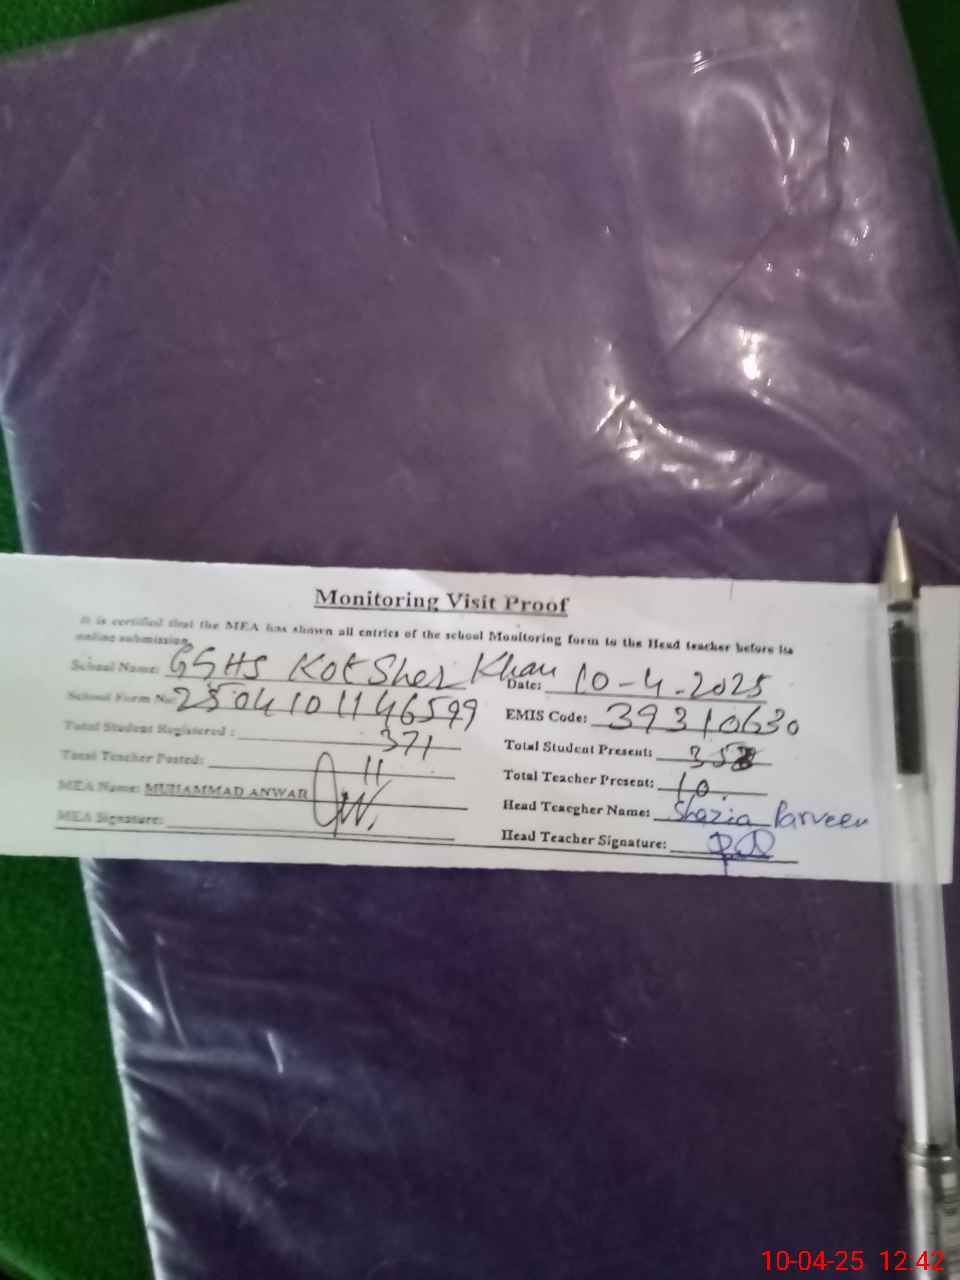 Monitoring Visit Proof
It is certified that the MEA has shown all entries of the school Monitoring form to the Head teacher before its
online submission.
School Name: GGHS Kot Sher Khan Date: 10-4-2025
School Form No: EMIS Code: 39310630
Total Student Registered : 371 Total Student Present:
Total Teacher Posted: 11 Total Teacher Present: 10
MEA Name: MUHAMMAD ANWAR Head Teacgher Name: Shazia Parveen
MEA Signature: Head Teacher Signature:
10-04-25 12:42